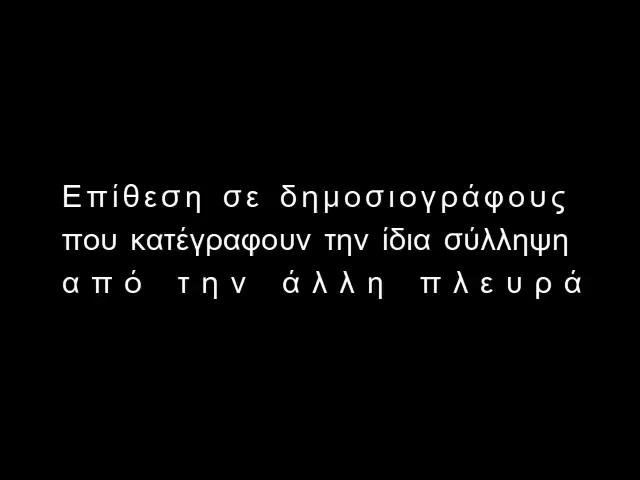 Επίθεση σε δημοσιογράφους
που κατέγραφουν την ίδια σύλληψη
από την άλλη πλευρά